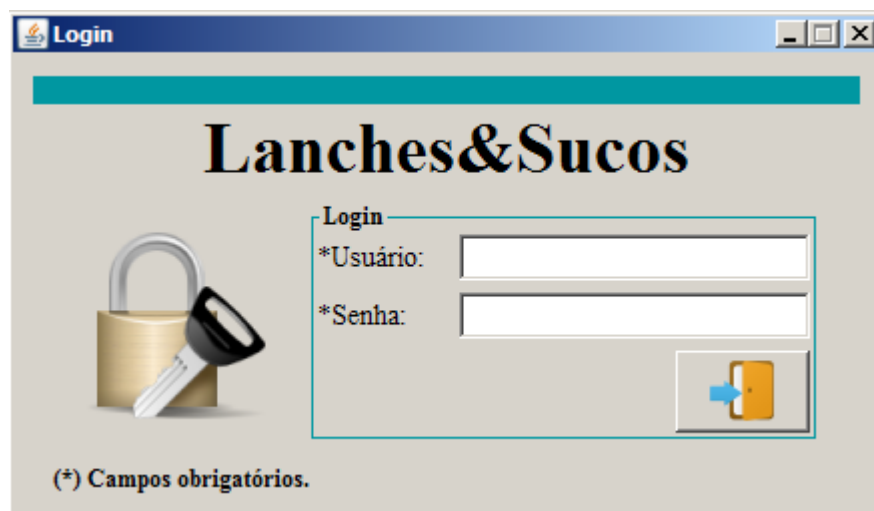 Login
Lanches&Sucos
Login
*Usuário:
*Senha:
(*) Campos obrigatórios.